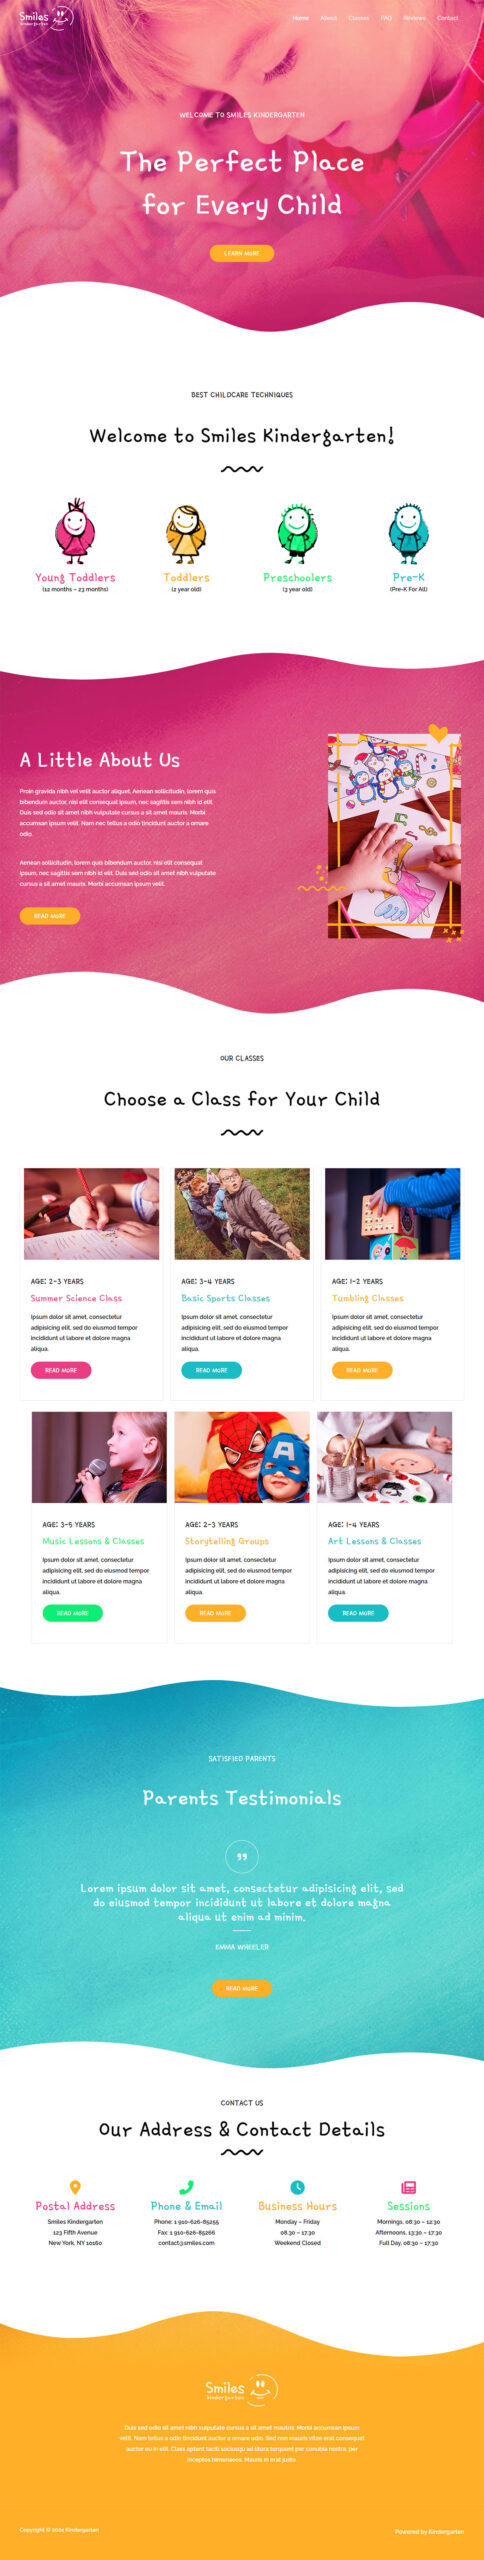 Smiles
kindergarten
Home About Classes FAQ Reviews Contact
WELCOME TO SMILES KINDERGARTEN
The Perfect Place
for Every Child
LEARN MORE
BEST CHILDCARE TECHNIQUES
Welcome to Smiles Kindergarten!
Young Toddlers
(12 months – 23 months)
Toddlers
(2 year old)
Preschoolers
(3 year old)
Pre-K
(Pre-K For All)
A Little About Us
Proin gravida nibh vel velit auctor aliquet. Aenean sollicitudin, lorem quis
bibendum auctor, nisi elit consequat ipsum, nec sagittis sem nibh id elit.
Duis sed odio sit amet nibh vulputate cursus a sit amet mauris. Morbi
accumsan ipsum velit. Nam nec tellus a odio tincidunt auctor a ornare
odio.
Aenean sollicitudin, lorem quis bibendum auctor, nisi elit consequat
ipsum, nec sagittis sem nibh id elit. Duis sed odio sit amet nibh vulputate
cursus a sit amet mauris. Morbi accumsan ipsum velit.
READ MORE
OUR CLASSES
Choose a Class for Your Child
AGE: 2-3 YEARS
Summer Science Class
Ipsum dolor sit amet, consectetur
adipisicing elit, sed do eiusmod tempor
incididunt ut labore et dolore magna
aliqua.
READ MORE
AGE: 3-4 YEARS
Basic Sports Classes
Ipsum dolor sit amet, consectetur
adipisicing elit, sed do eiusmod tempor
incididunt ut labore et dolore magna
aliqua.
READ MORE
AGE: 1-2 YEARS
Tumbling Classes
Ipsum dolor sit amet, consectetur
adipisicing elit, sed do eiusmod tempor
incididunt ut labore et dolore magna
aliqua.
READ MORE
AGE: 3-5 YEARS
Music Lessons & Classes
Ipsum dolor sit amet, consectetur
adipisicing elit, sed do eiusmod tempor
incididunt ut labore et dolore magna
aliqua.
READ MORE
AGE: 2-3 YEARS
Storytelling Groups
Ipsum dolor sit amet, consectetur
adipisicing elit, sed do eiusmod tempor
incididunt ut labore et dolore magna
aliqua.
READ MORE
AGE: 1-4 YEARS
Art Lessons & Classes
Ipsum dolor sit amet, consectetur
adipisicing elit, sed do eiusmod tempor
incididunt ut labore et dolore magna
aliqua.
READ MORE
SATISFIED PARENTS
Parents Testimonials
Lorem ipsum dolor sit amet, consectetur adipisicing elit, sed
do eiusmod tempor incididunt ut labore et dolore magna
aliqua ut enim ad minim.
EMMA WHEELER
READ MORE
CONTACT US
Our Address & Contact Details
Postal Address
Smiles Kindergarten
123 Fifth Avenue
New York, NY 10160
Phone & Email
Phone: 1 910-626-85255
Fax: 1 910-626-85266
contact@smiles.com
Business Hours
Monday – Friday
08.30 – 17.30
Weekend Closed
Sessions
Mornings, 08:30 – 12:30
Afternoons, 13:30 – 17:30
Full Day, 08:30 – 17:30
Smiles
kindergarten
Duis sed odio sit amet nibh vulputate cursus a sit amet mautris. Morbi accumsan ipsum
velit. Nam tellus a odio tincidunt auctor a ornare odio. Sed non mauris vitae erat consequat
auctor eu in elit. Class aptent taciti sociosqu ad litora torquent per conubia nostra, per
inceptos himenaeos. Mauris in erat justo.
Copyright © 2025 Kindergarten
Powered by Kindergarten